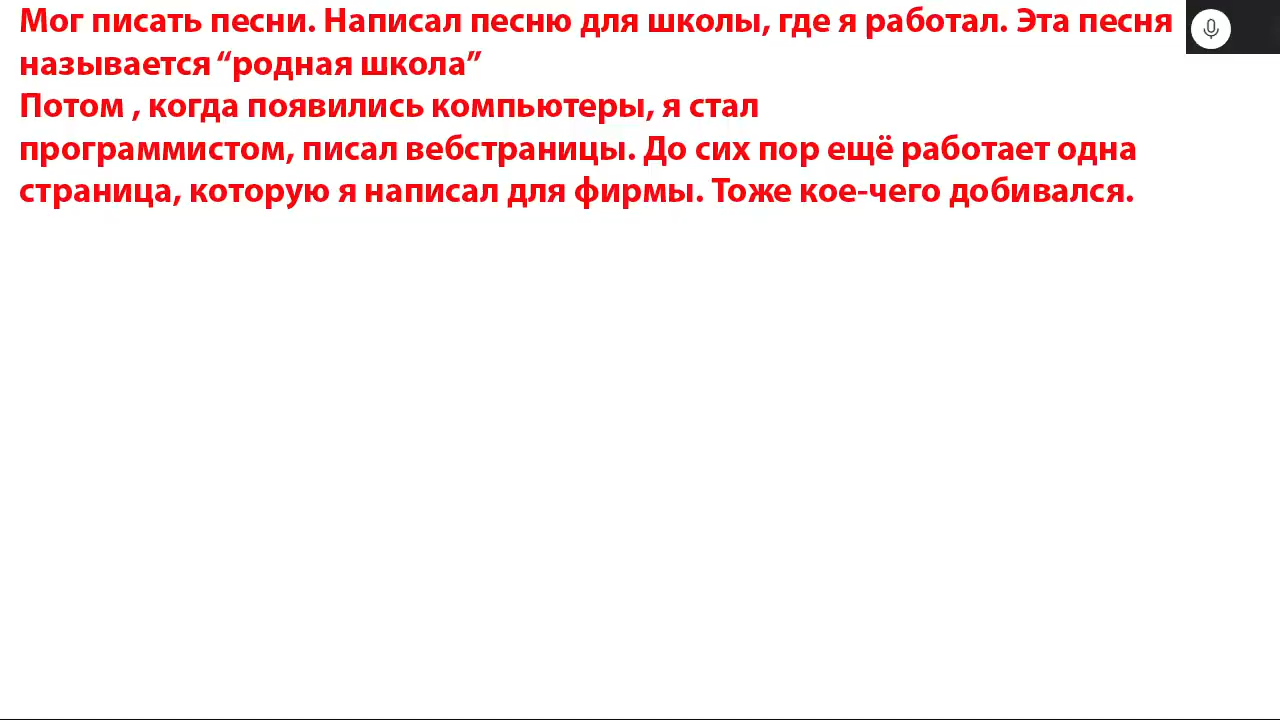 Мог писать песни. Написал песню для школы, где я работал. Эта песня
называется “родная школа”
Потом , когда появились компьютеры, я стал
программистом, писал вебстраницы. До сих пор ещё работает одна
страница, которую я написал для фирмы. Тоже кое-чего добивался.